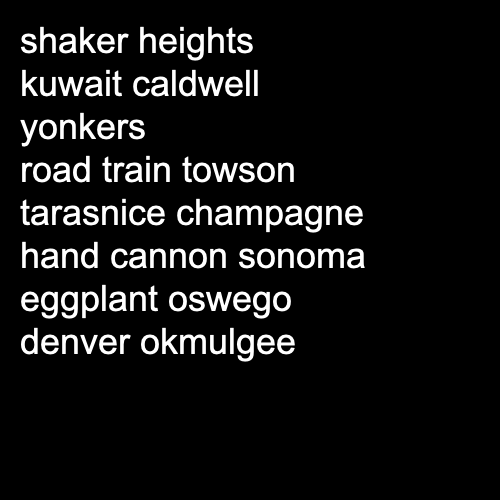 shaker heights
kuwait caldwell
yonkers
road train towson
tarasnice champagne
hand cannon sonoma
eggplant oswego
denver okmulgee